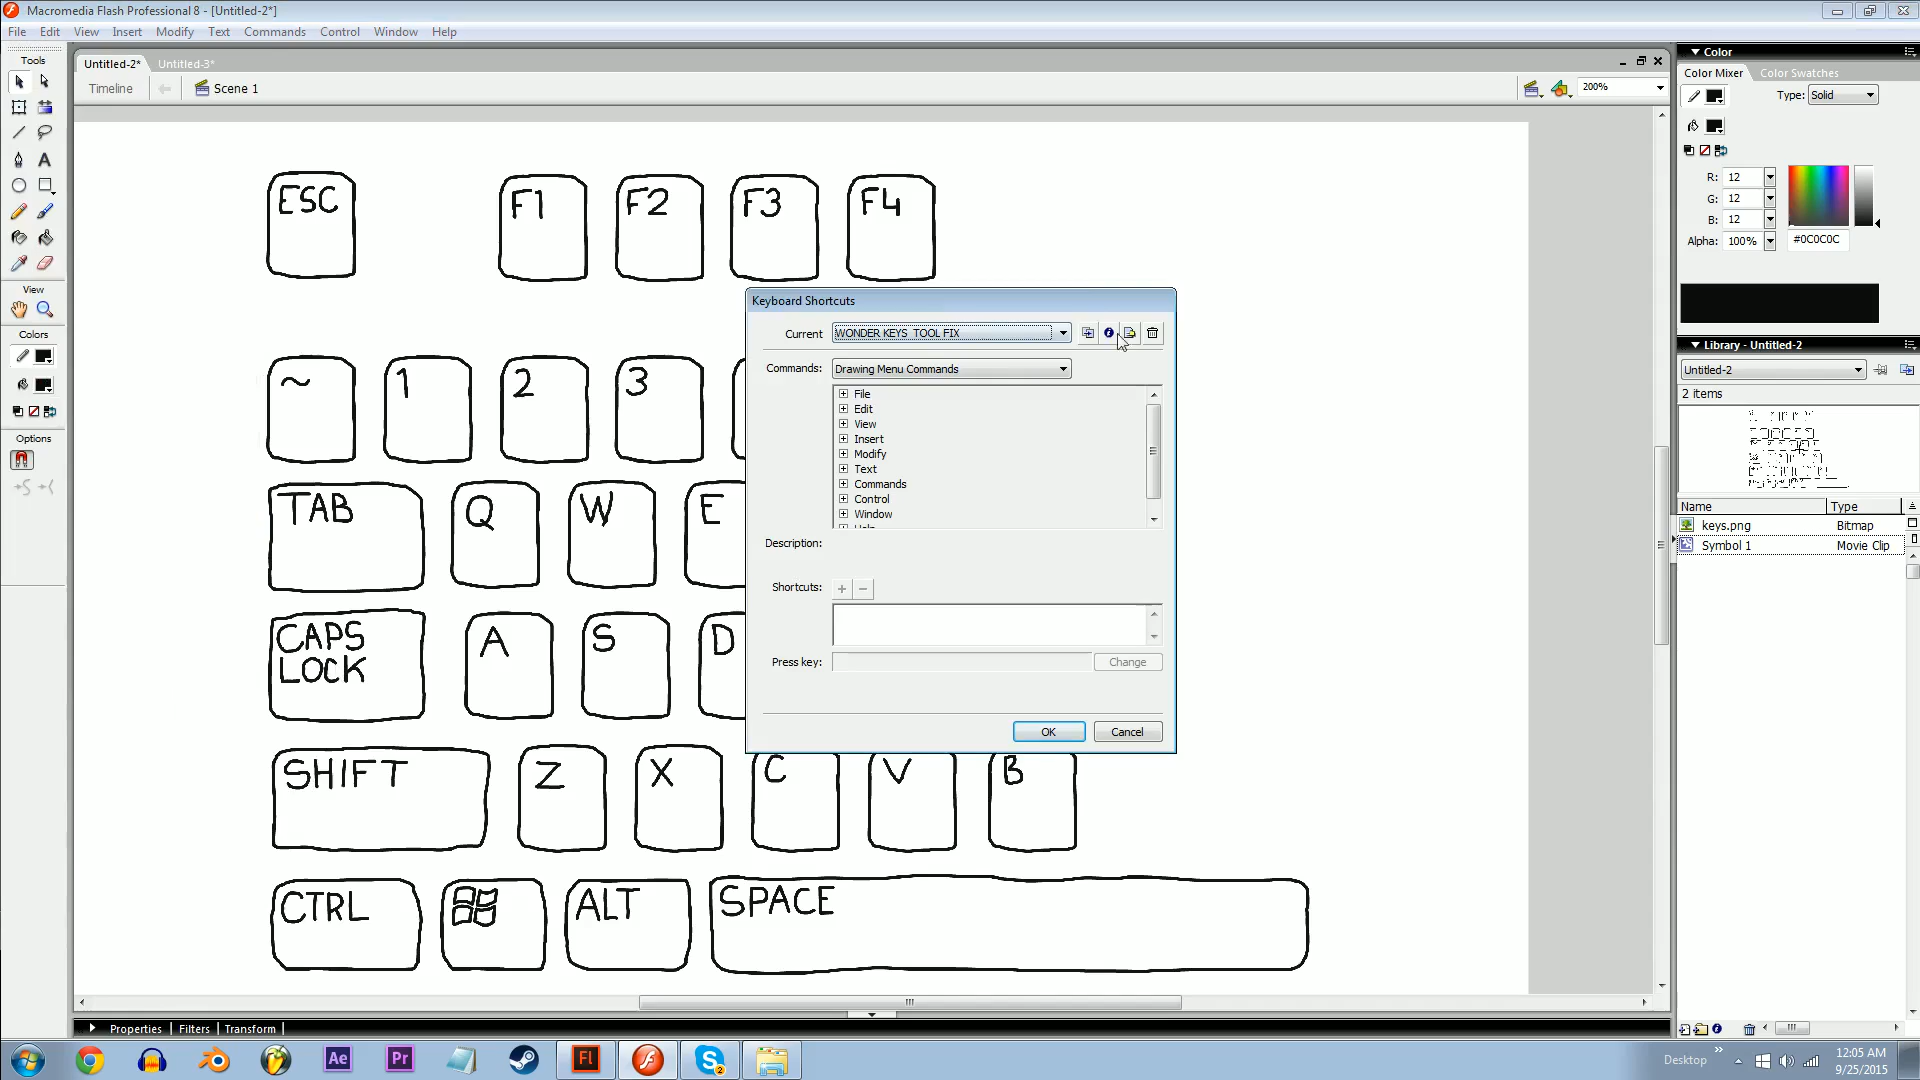 Macromedia Flash Professional 8 - [Untitled-2*]
File Edit View Insert Modify Text Commands Control Window Help
Tools
View
Colors
Options
Untitled-2* Untitled-3*
Timeline Scene 1 200%
ESC F1 F2 F3 F4
~ 1 2 3
TAB Q W E
CAPS LOCK A S D
SHIFT Z X C V B
CTRL ALT SPACE
Keyboard Shortcuts
Current WONDER KEYS TOOL FIX
Commands: Drawing Menu Commands
File
Edit
View
Insert
Modify
Text
Commands
Control
Window
Help
Description:
Shortcuts: + −
Press key: Change
OK Cancel
Color
Color Mixer Color Swatches
Type: Solid
R: 12
G: 12
B: 12
Alpha: 100% #0C0C0C
Library - Untitled-2
Untitled-2
2 items
Name Type
keys.png Bitmap
Symbol 1 Movie Clip
Properties Filters Transform
Ae Pr Fl 2
Desktop »
12:05 AM
9/25/2015